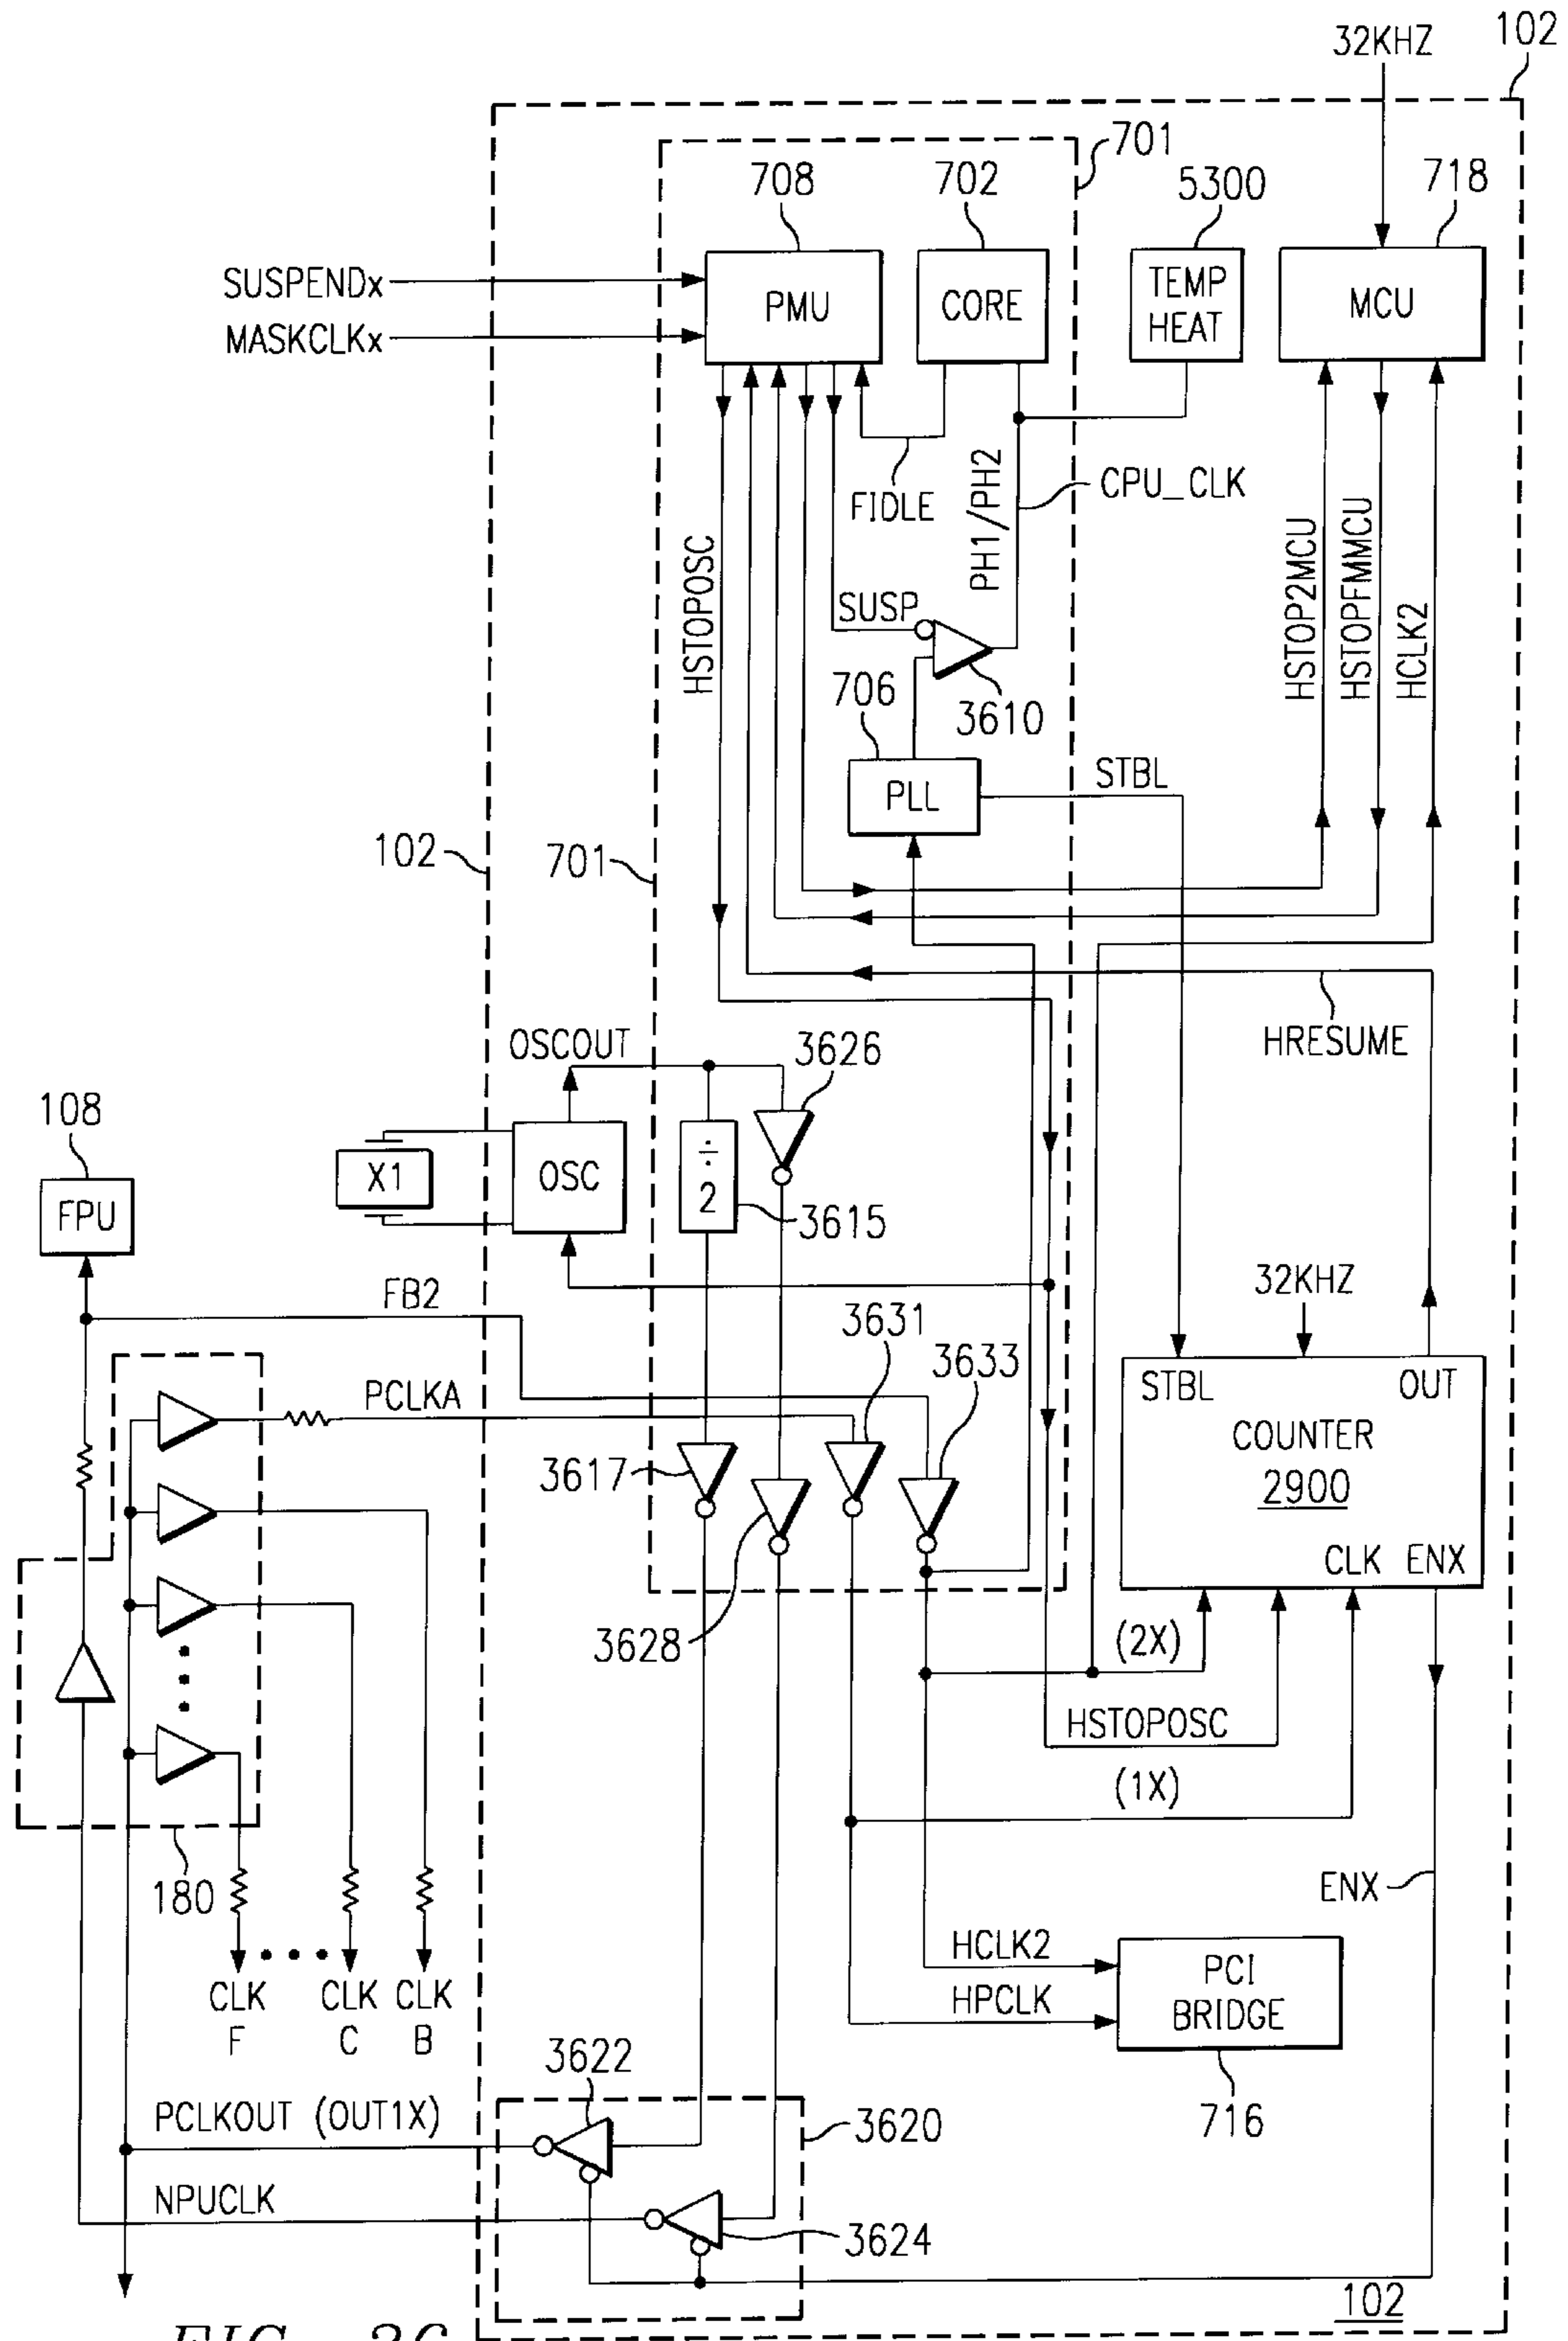 32KHZ
102
701
708
702
5300
718
SUSPENDx
MASKCLKx
PMU
CORE
TEMP
HEAT
MCU
FIDLE
PH1/PH2
CPU_CLK
HSTOPOSC
SUSP
3610
HSTOP2MCU
HSTOPFMMCU
HCLK2
706
PLL
STBL
102
701
HRESUME
OSCOUT
3626
108
FPU
X1
OSC
÷
2
3615
FB2
32KHZ
3631
3633
PCLKA
STBL
OUT
COUNTER
2900
CLK
ENX
3617
3628
(2X)
HSTOPOSC
(1X)
180
ENX
CLK
F
CLK
C
CLK
B
HCLK2
HPCLK
PCI
BRIDGE
716
3622
PCLKOUT (OUT1X)
3620
NPUCLK
3624
102
FIG. 36